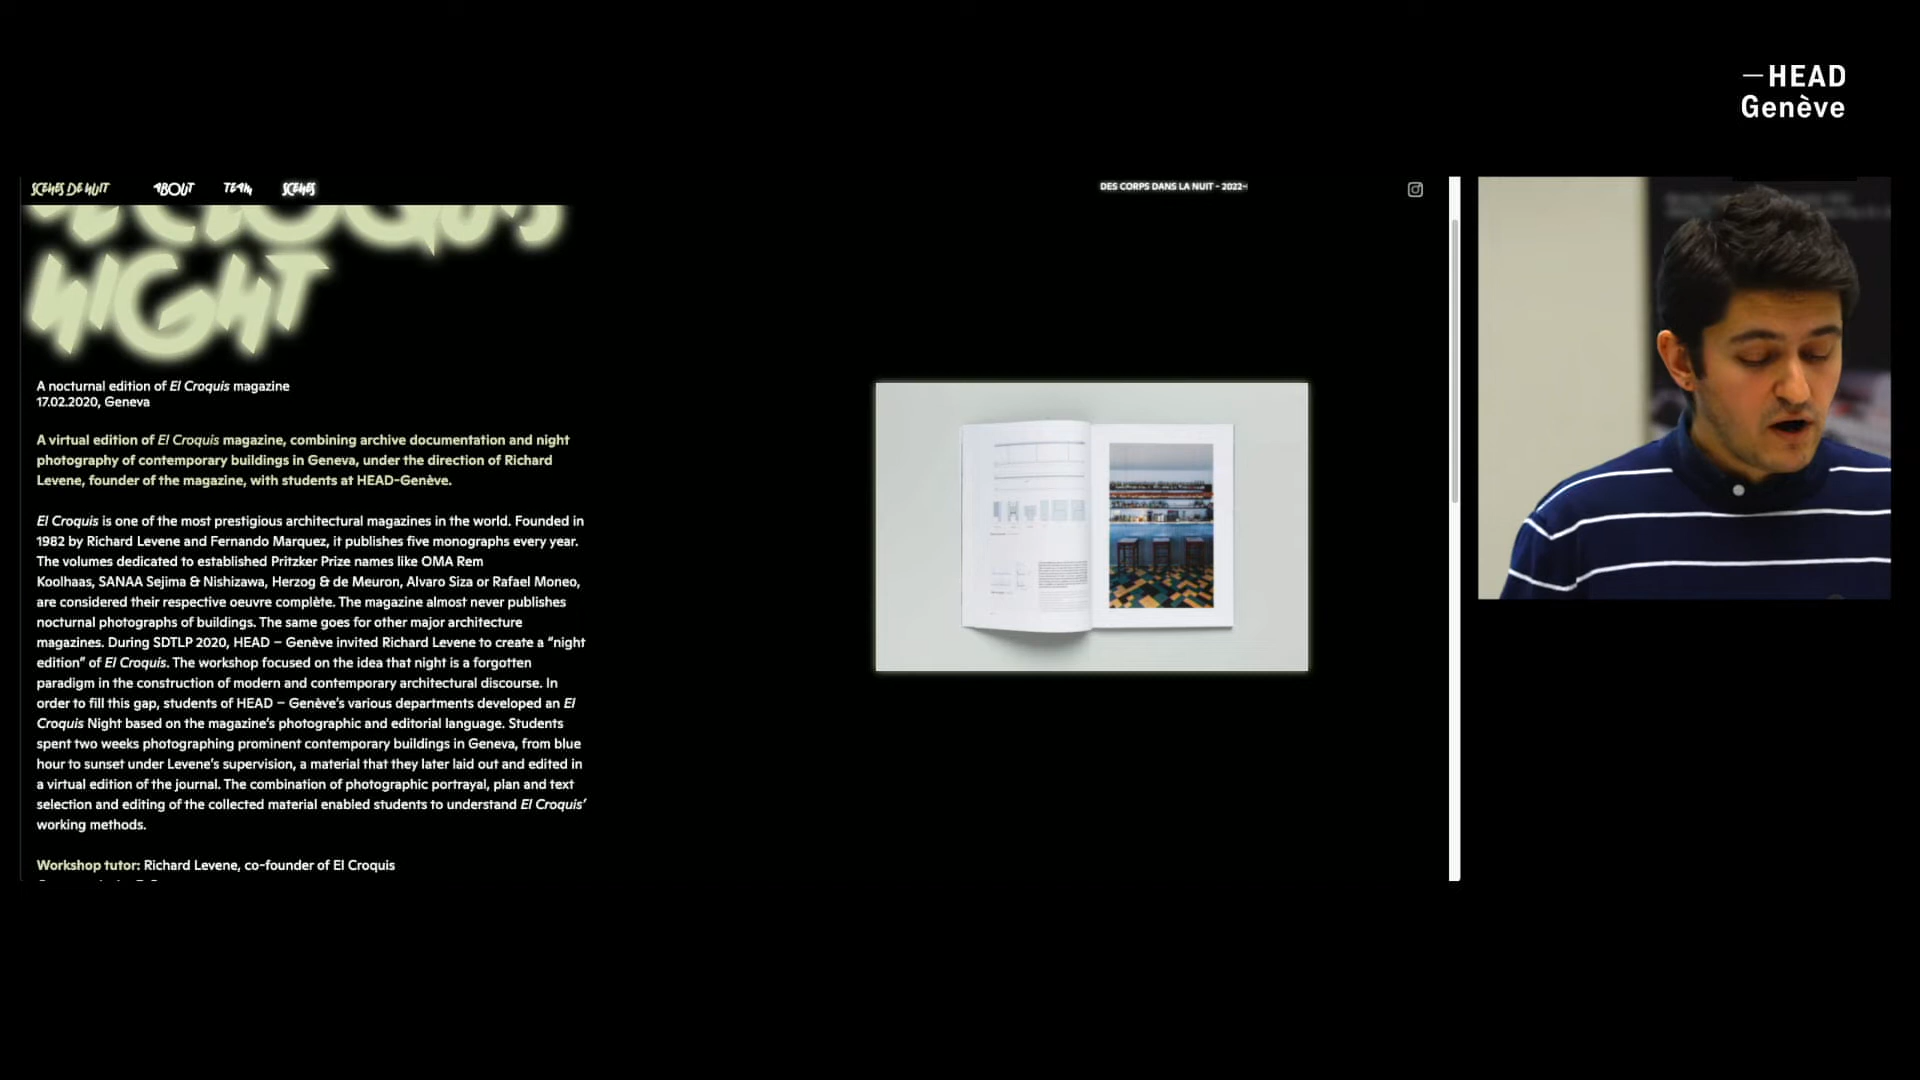 —HEAD
Genève
SCÈNES DE NUIT ABOUT TEAM SCENES
DES CORPS DANS LA NUIT - 2022-
EL CROQUIS
NIGHT
A nocturnal edition of El Croquis magazine
17.02.2020, Geneva
A virtual edition of El Croquis magazine, combining archive documentation and night
photography of contemporary buildings in Geneva, under the direction of Richard
Levene, founder of the magazine, with students at HEAD-Genève.
El Croquis is one of the most prestigious architectural magazines in the world. Founded in
1982 by Richard Levene and Fernando Marquez, it publishes five monographs every year.
The volumes dedicated to established Pritzker Prize names like OMA Rem
Koolhaas, SANAA Sejima & Nishizawa, Herzog & de Meuron, Alvaro Siza or Rafael Moneo,
are considered their respective oeuvre complète. The magazine almost never publishes
nocturnal photographs of buildings. The same goes for other major architecture
magazines. During SDTLP 2020, HEAD – Genève invited Richard Levene to create a “night
edition” of El Croquis. The workshop focused on the idea that night is a forgotten
paradigm in the construction of modern and contemporary architectural discourse. In
order to fill this gap, students of HEAD – Genève’s various departments developed an El
Croquis Night based on the magazine’s photographic and editorial language. Students
spent two weeks photographing prominent contemporary buildings in Geneva, from blue
hour to sunset under Levene’s supervision, a material that they later laid out and edited in
a virtual edition of the journal. The combination of photographic portrayal, plan and text
selection and editing of the collected material enabled students to understand El Croquis’
working methods.
Workshop tutor: Richard Levene, co-founder of El Croquis